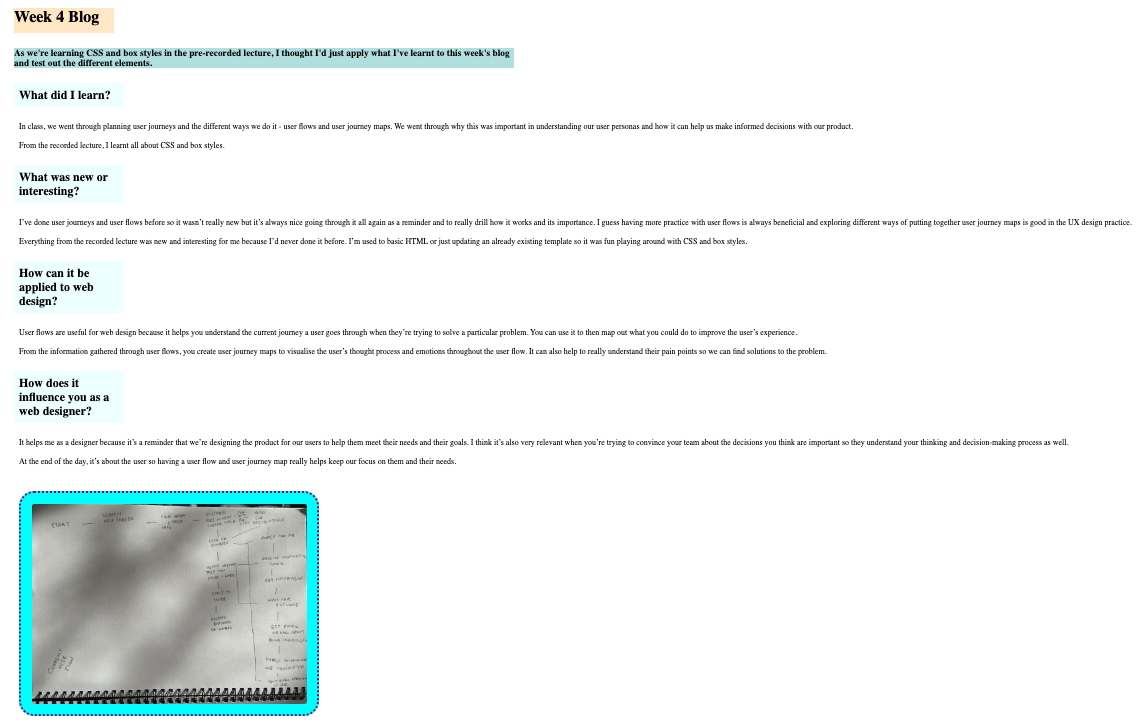 Week 4 Blog
As we're learning CSS and box styles in the pre-recorded lecture, I thought I'd just apply what I've learnt to this week's blog
and test out the different elements.
What did I learn?
In class, we went through planning user journeys and the different ways we do it - user flows and user journey maps. We went through why this was important in understanding our user personas and how it can help us make informed decisions with our product.
From the recorded lecture, I learnt all about CSS and box styles.
What was new or
interesting?
I’ve done user journeys and user flows before so it wasn’t really new but it’s always nice going through it all again as a reminder and to really drill how it works and its importance. I guess having more practice with user flows is always beneficial and exploring different ways of putting together user journey maps is good in the UX design practice.
Everything from the recorded lecture was new and interesting for me because I’d never done it before. I’m used to basic HTML or just updating an already existing template so it was fun playing around with CSS and box styles.
How can it be
applied to web
design?
User flows are useful for web design because it helps you understand the current journey a user goes through when they’re trying to solve a particular problem. You can use it to then map out what you could do to improve the user’s experience.
From the information gathered through user flows, you create user journey maps to visualise the user’s thought process and emotions throughout the user flow. It can also help to really understand their pain points so we can find solutions to the problem.
How does it
influence you as a
web designer?
It helps me as a designer because it’s a reminder that we’re designing the product for our users to help them meet their needs and their goals. I think it’s also very relevant when you’re trying to convince your team about the decisions you think are important so they understand your thinking and decision-making process as well.
At the end of the day, it’s about the user so having a user flow and user journey map really helps keep our focus on them and their needs.
START
CURRENT
USER
FLOW